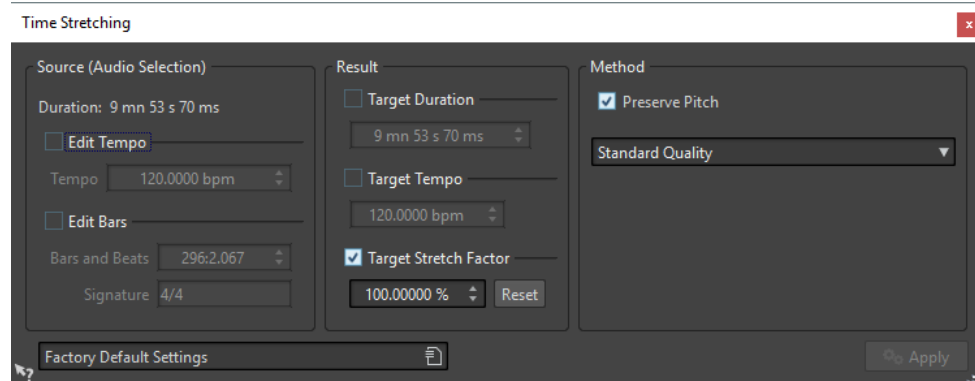 Time Stretching
x
Source (Audio Selection)
Duration: 9 mn 53 s 70 ms
Edit Tempo
Tempo 120.0000 bpm
Edit Bars
Bars and Beats 296:2.067
Signature 4/4
Result
Target Duration
9 mn 53 s 70 ms
Target Tempo
120.0000 bpm
Target Stretch Factor
100.00000 % Reset
Method
Preserve Pitch
Standard Quality
Factory Default Settings
Apply
?